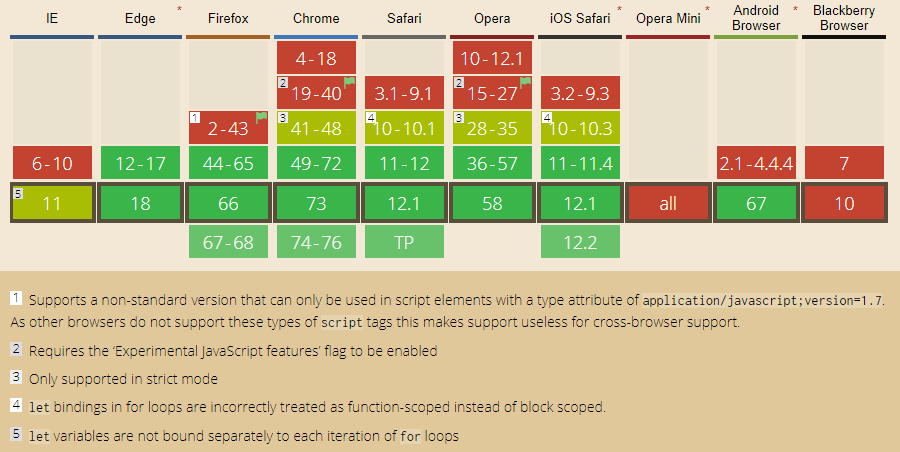 IE Edge * Firefox Chrome Safari Opera iOS Safari * Opera Mini * Android Browser * Blackberry Browser
4-18 10-12.1
2 19-40 3.1-9.1 2 15-27 3.2-9.3
1 2-43 3 41-48 4 10-10.1 3 28-35 4 10-10.3
6-10 12-17 44-65 49-72 11-12 36-57 11-11.4 2.1-4.4.4 7
5 11 18 66 73 12.1 58 12.1 all 67 10
67-68 74-76 TP 12.2
1 Supports a non-standard version that can only be used in script elements with a type attribute of application/javascript;version=1.7.
As other browsers do not support these types of script tags this makes support useless for cross-browser support.
2 Requires the ‘Experimental JavaScript features’ flag to be enabled
3 Only supported in strict mode
4 let bindings in for loops are incorrectly treated as function-scoped instead of block scoped.
5 let variables are not bound separately to each iteration of for loops